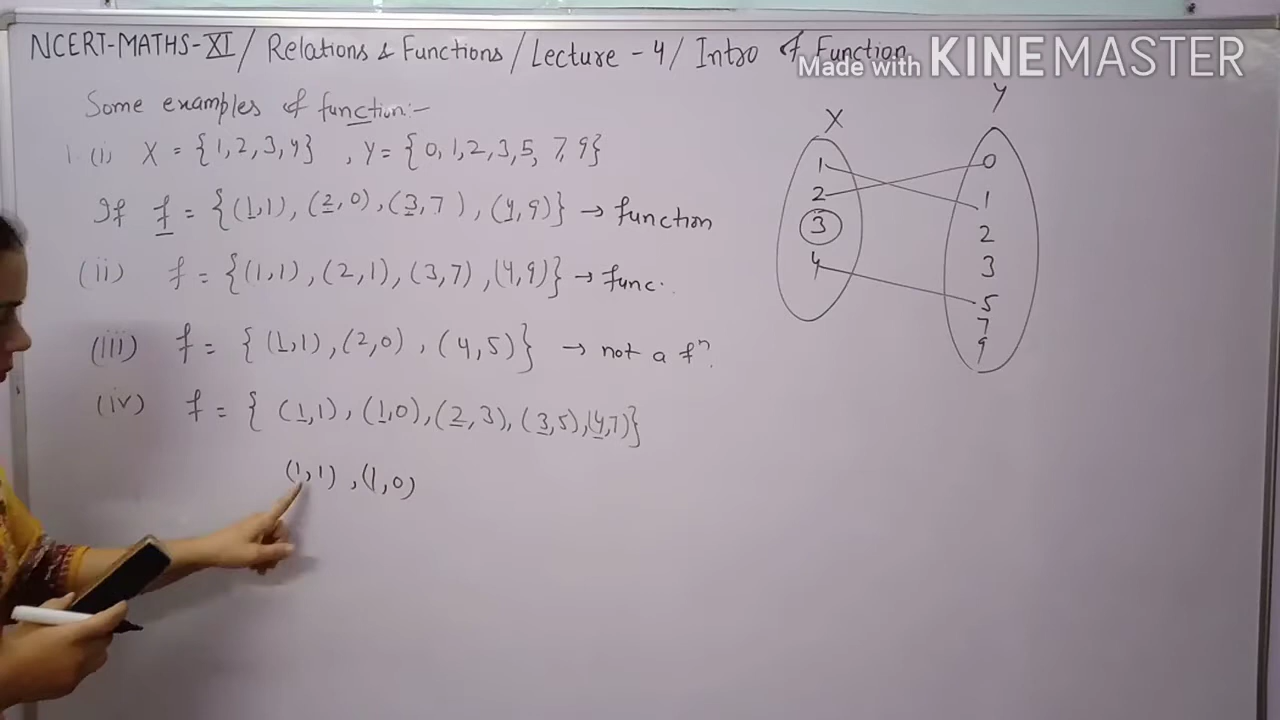 NCERT-MATHS-XI / Relations & Functions / Lecture - 4 / Intro of Function
Made with KINEMASTER
Some examples of function:-
1. (i) X = {1,2,3,4} , Y = {0,1,2,3,5, 7,9}
If f = {(1,1), (2,0), (3,7), (4,9)} → function
(ii) f = {(1,1), (2,1), (3,7), (4,9)} → func.
(iii) f = { (1,1), (2,0), (4,5)} → not a fⁿ.
(iv) f = { (1,1), (1,0), (2,3), (3,5), (4,7)}
(1,1) , (1,0)
X
1
2
3
4
Y
0
1
2
3
5
7
9